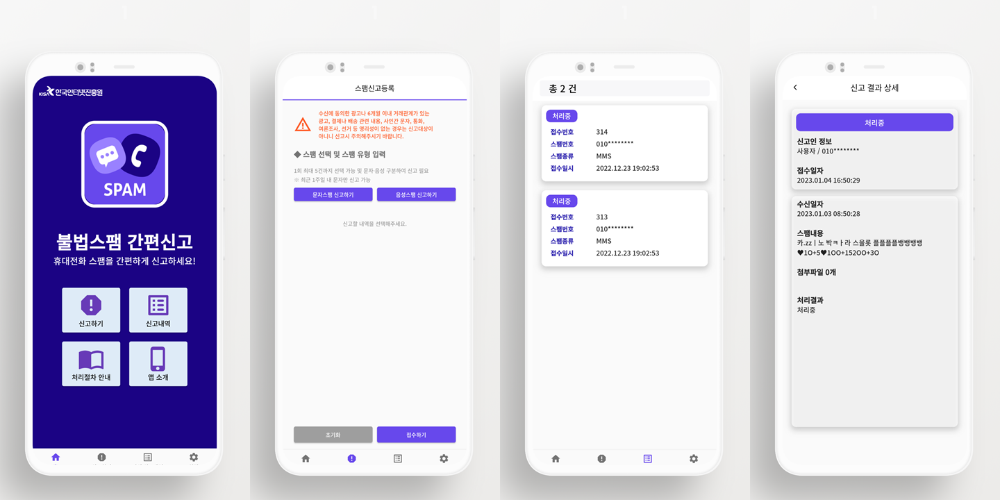 KISA 한국인터넷진흥원
SPAM
불법스팸 간편신고
휴대전화 스팸을 간편하게 신고하세요!
신고하기
신고내역
처리절차 안내
앱 소개
스팸신고등록
수신에 동의한 광고나 6개월 이내 거래관계가 있는
광고, 결제나 배송 관련 내용, 사인간 문자, 통화,
여론조사, 선거 등 영리성이 없는 경우는 신고대상이
아니니 신고시 주의해주시기 바랍니다.
◆ 스팸 선택 및 스팸 유형 입력
1회 최대 5건까지 선택 가능 및 문자·음성 구분하여 신고 필요
※ 최근 1주일 내 문자만 신고 가능
문자스팸 신고하기
음성스팸 신고하기
신고할 내역을 선택해주세요.
초기화
접수하기
총 2 건
처리중
접수번호 314
스팸번호 010********
스팸종류 MMS
접수일시 2022.12.23 19:02:53
처리중
접수번호 313
스팸번호 010********
스팸종류 MMS
접수일시 2022.12.23 19:02:53
신고 결과 상세
처리중
신고인 정보
사용자 / 010********
접수일자
2023.01.04 16:50:29
수신일자
2023.01.03 08:50:28
스팸내용
카.zzㅣ노 박ㅋㅏ라 스을롯 플플플플뱅뱅뱅뱅
♥1O+5♥1OO+152OO+3O
첨부파일 0개
처리결과
처리중